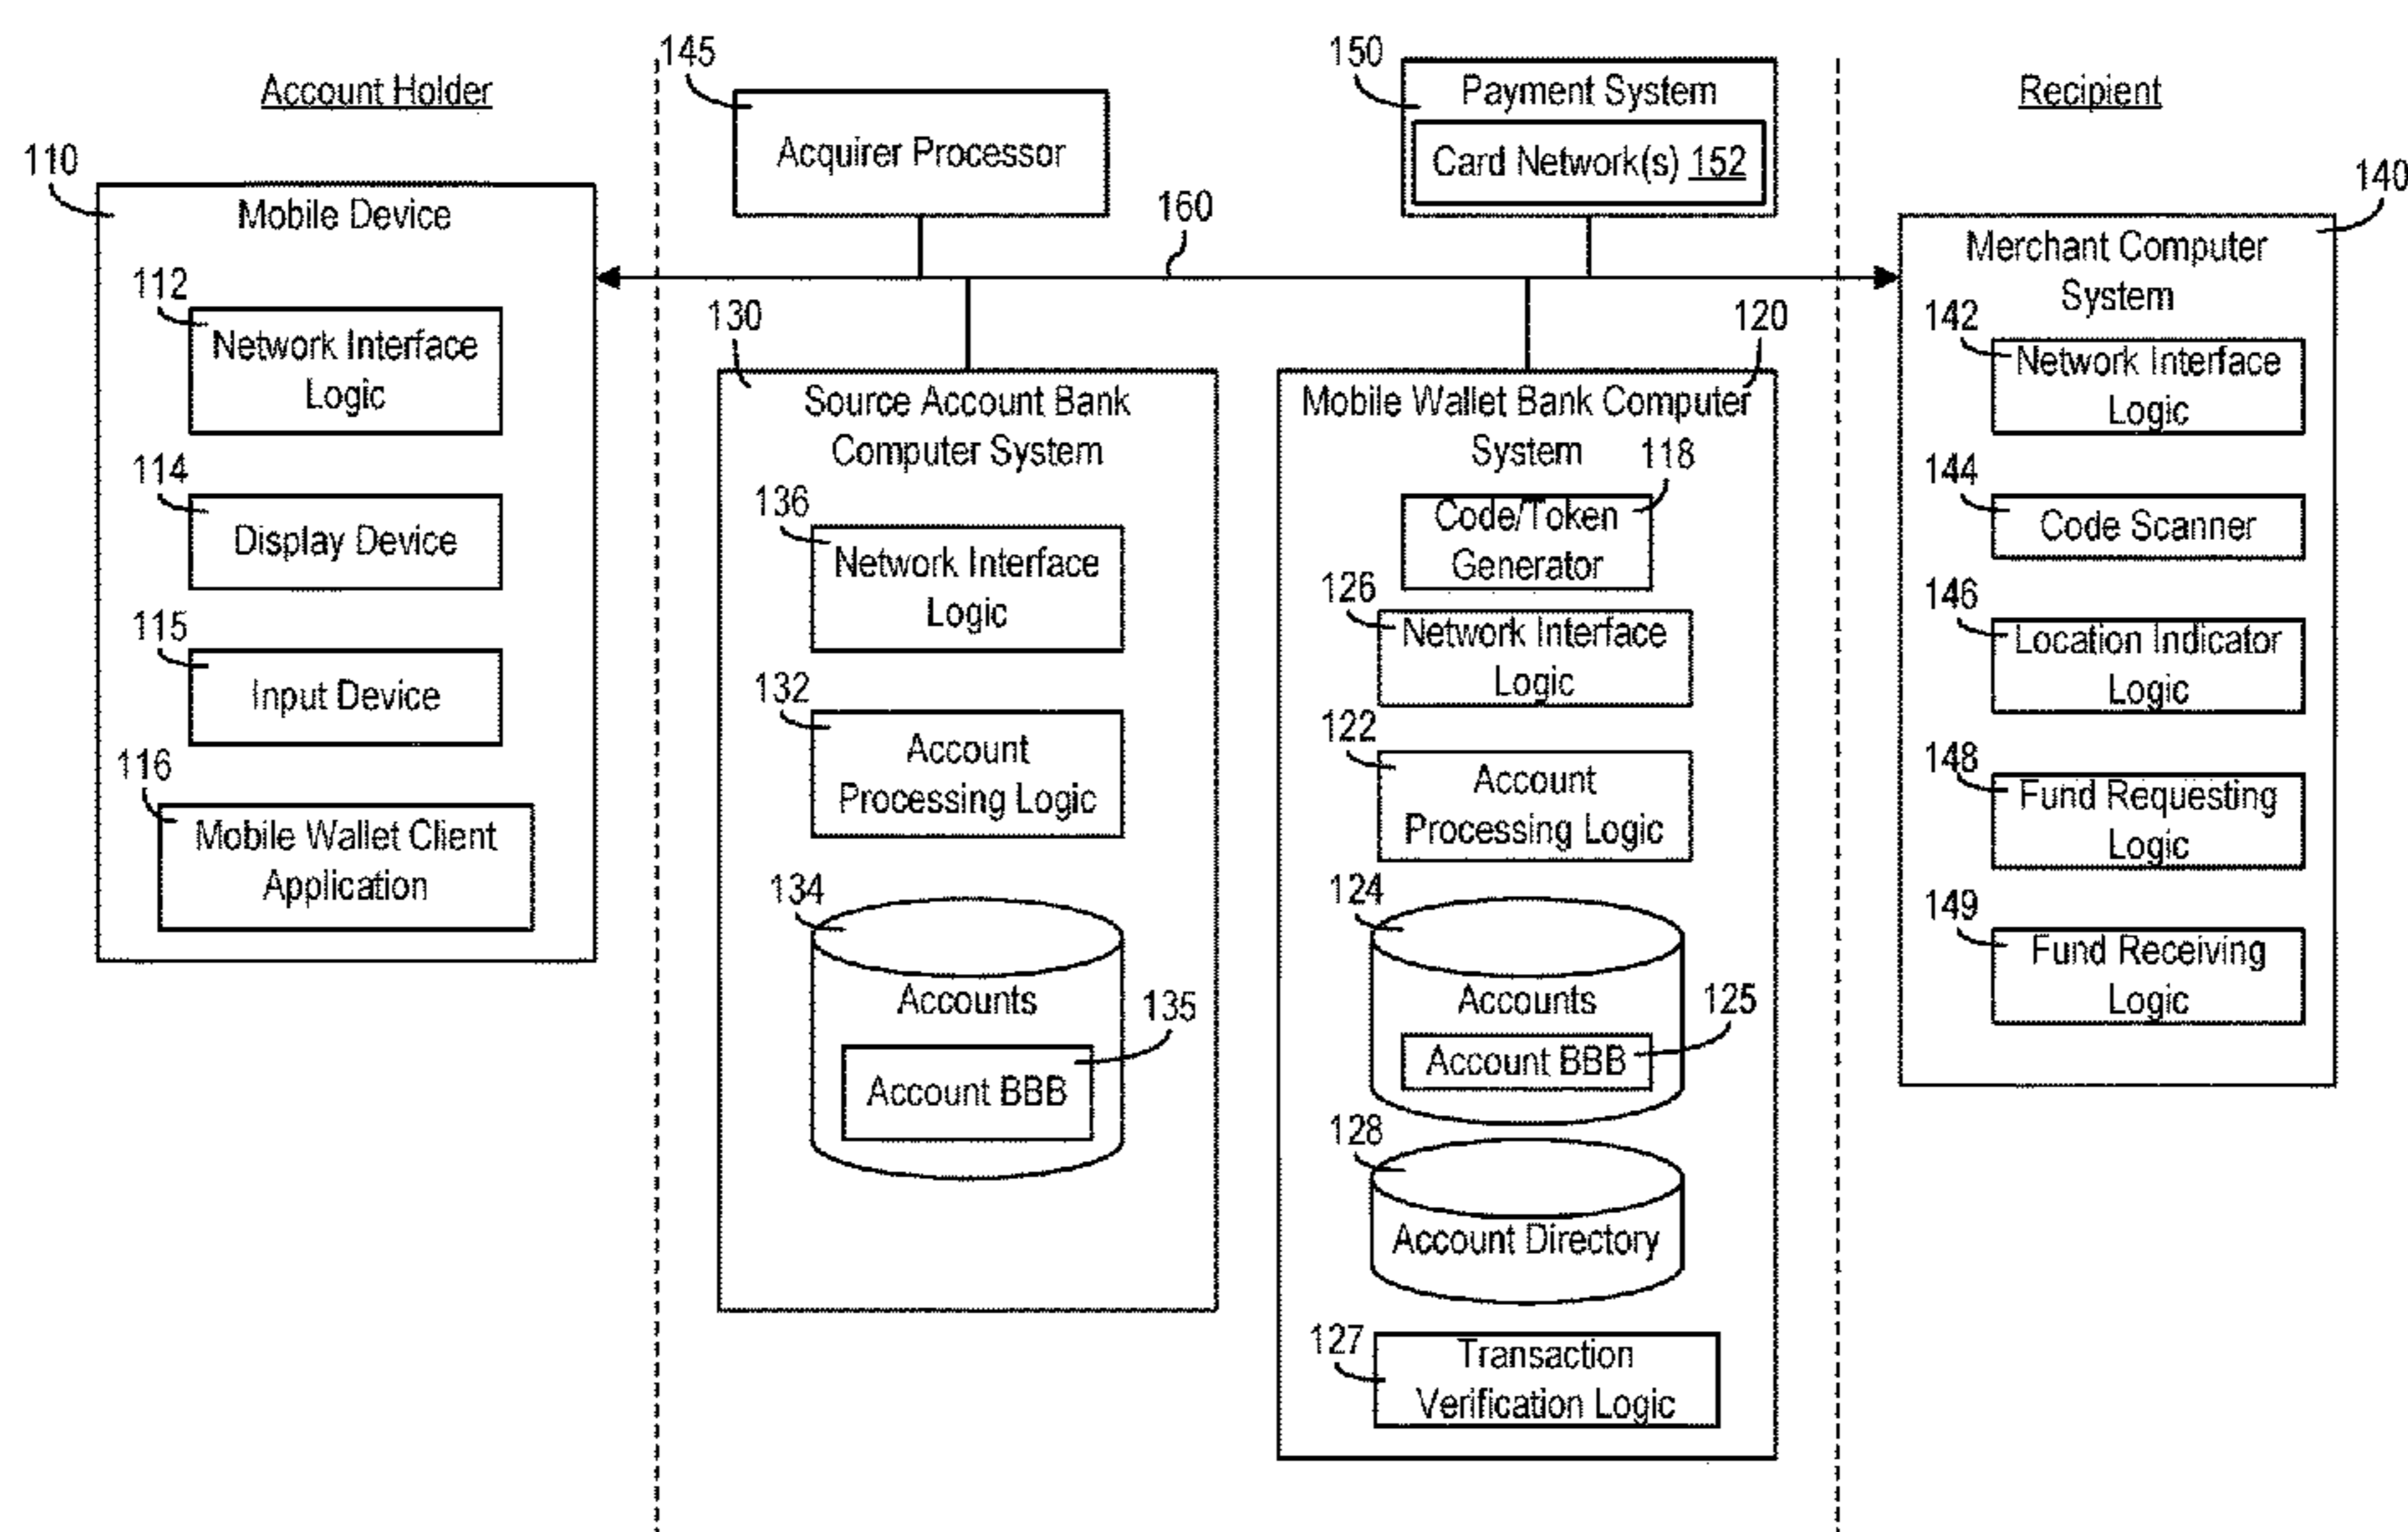 Account Holder
110
Mobile Device
112
Network Interface
Logic
114
Display Device
115
Input Device
116
Mobile Wallet Client
Application
145
Acquirer Processor
150
Payment System
Card Network(s) 152
160
130
Source Account Bank
Computer System
136
Network Interface
Logic
132
Account
Processing Logic
134
Accounts
135
Account BBB
120
Mobile Wallet Bank Computer
System
118
Code/Token
Generator
126
Network Interface
Logic
122
Account
Processing Logic
124
Accounts
125
Account BBB
128
Account Directory
127
Transaction
Verification Logic
Recipient
140
Merchant Computer
System
142
Network Interface
Logic
144
Code Scanner
146
Location Indicator
Logic
148
Fund Requesting
Logic
149
Fund Receiving
Logic